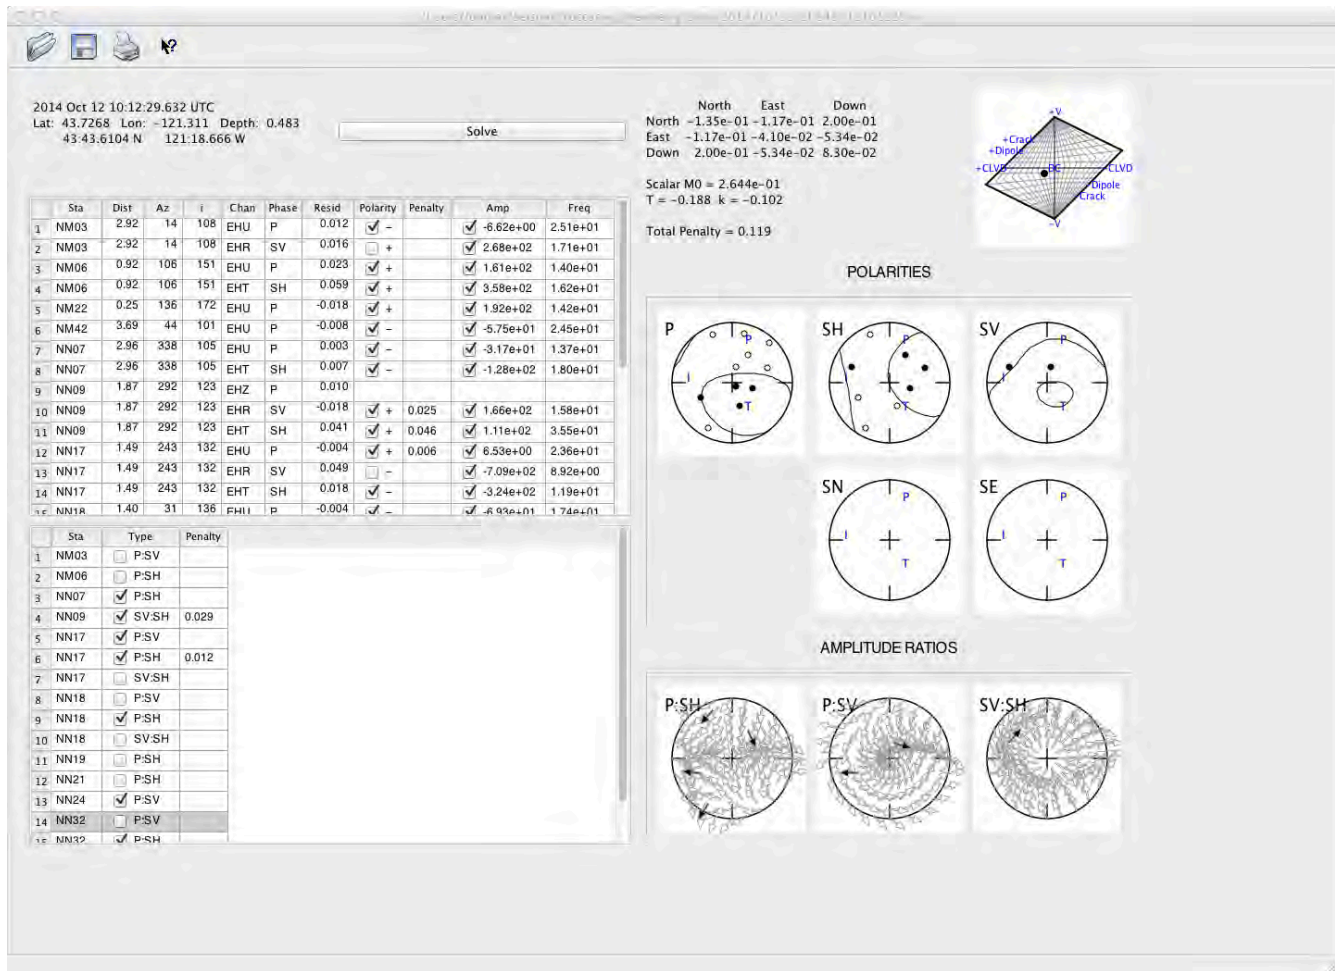 2014 Oct 12 10:12:29.632 UTC
Lat: 43.7268 Lon: -121.311 Depth: 0.483
43:43.6104 N 121:18.666 W
Solve
North East Down
North -1.35e-01 -1.17e-01 2.00e-01
East -1.17e-01 -4.10e-02 -5.34e-02
Down 2.00e-01 -5.34e-02 8.30e-02
Scalar M0 = 2.644e-01
T = -0.188 k = -0.102
Total Penalty = 0.119
+V
+Crack
+Dipole
+CLVD DC -CLVD
Dipole
Crack
-V
Sta Dist Az i Chan Phase Resid Polarity Penalty Amp Freq
1 NM03 2.92 14 108 EHU P 0.012 - -6.62e+00 2.51e+01
2 NM03 2.92 14 108 EHR SV 0.016 + 2.68e+02 1.71e+01
3 NM06 0.92 106 151 EHU P 0.023 + 1.61e+02 1.40e+01
4 NM06 0.92 106 151 EHT SH 0.059 + 3.58e+02 1.62e+01
5 NM22 0.25 136 172 EHU P -0.018 + 1.92e+02 1.42e+01
6 NM42 3.69 44 101 EHU P -0.008 - -5.75e+01 2.45e+01
7 NN07 2.96 338 105 EHU P 0.003 - -3.17e+01 1.37e+01
8 NN07 2.96 338 105 EHT SH 0.007 - -1.28e+02 1.80e+01
9 NN09 1.87 292 123 EHZ P 0.010
10 NN09 1.87 292 123 EHR SV -0.018 + 0.025 1.66e+02 1.58e+01
11 NN09 1.87 292 123 EHT SH 0.041 + 0.046 1.11e+02 3.55e+01
12 NN17 1.49 243 132 EHU P -0.004 + 0.006 6.53e+00 2.36e+01
13 NN17 1.49 243 132 EHR SV 0.049 - -7.09e+02 8.92e+00
14 NN17 1.49 243 132 EHT SH 0.018 - -3.24e+02 1.19e+01
15 NN18 1.40 31 136 EHU P -0.004 - -6.93e+01 1.74e+01
Sta Type Penalty
1 NM03 P:SV
2 NM06 P:SH
3 NN07 P:SH
4 NN09 SV:SH 0.029
5 NN17 P:SV
6 NN17 P:SH 0.012
7 NN17 SV:SH
8 NN18 P:SV
9 NN18 P:SH
10 NN18 SV:SH
11 NN19 P:SH
12 NN21 P:SH
13 NN24 P:SV
14 NN32 P:SV
15 NN32 P:SH
POLARITIES
P SH SV
P P P
I I I
T T T
SN SE
P P
I I
T T
AMPLITUDE RATIOS
P:SH P:SV SV:SH